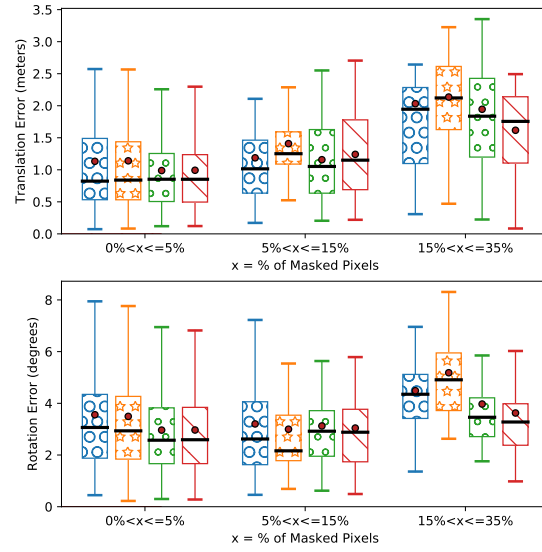 3.5
3.0
2.5
2.0
1.5
1.0
0.5
0.0
Translation Error (meters)
0%<x<=5% 5%<x<=15% 15%<x<=35%
x = % of Masked Pixels
8
6
4
2
0
Rotation Error (degrees)
0%<x<=5% 5%<x<=15% 15%<x<=35%
x = % of Masked Pixels